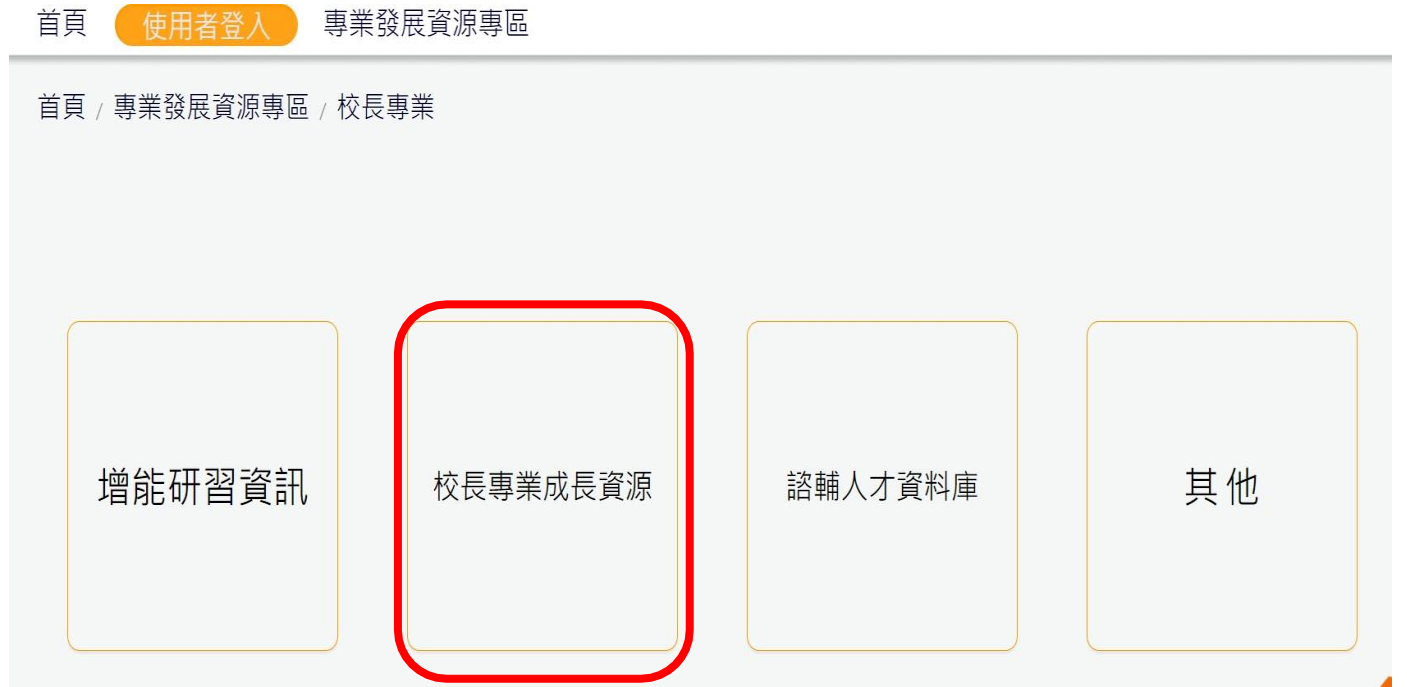 首頁 使用者登入 專業發展資源專區
首頁 / 專業發展資源專區 / 校長專業
增能研習資訊 校長專業成長資源 諮輔人才資料庫 其他